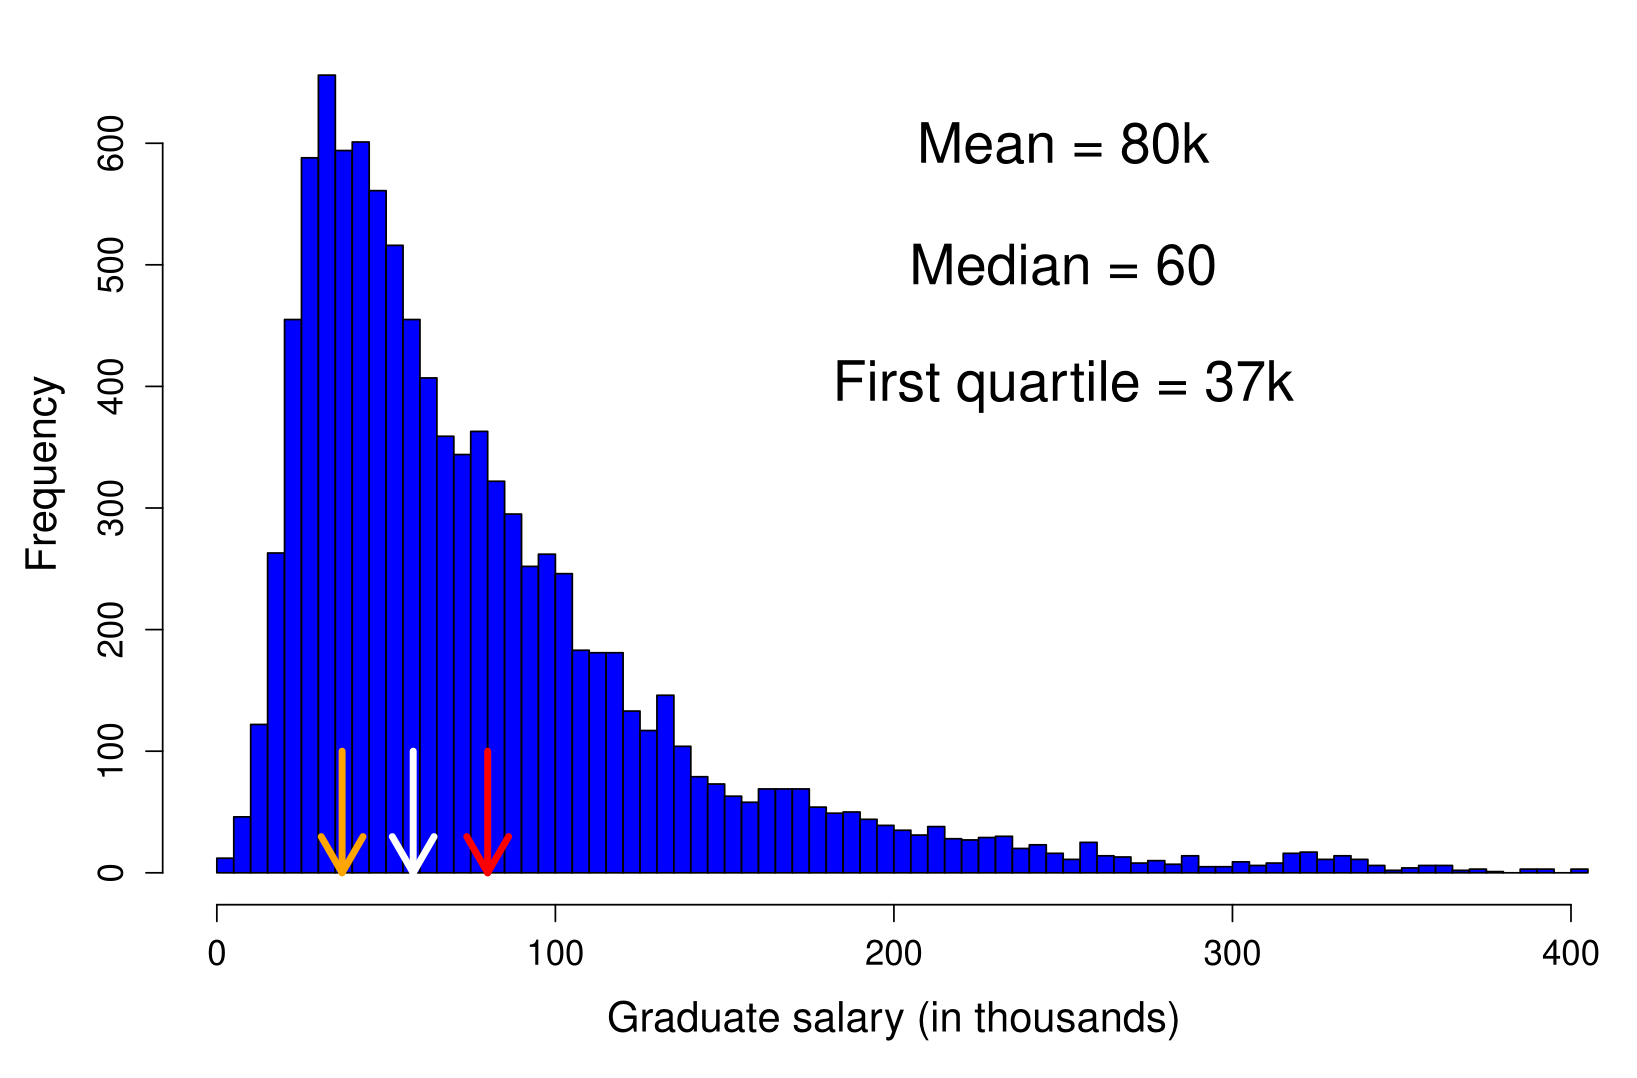 Mean = 80k
Median = 60
First quartile = 37k
Frequency
0
100
200
300
400
500
600
0 100 200 300 400
Graduate salary (in thousands)